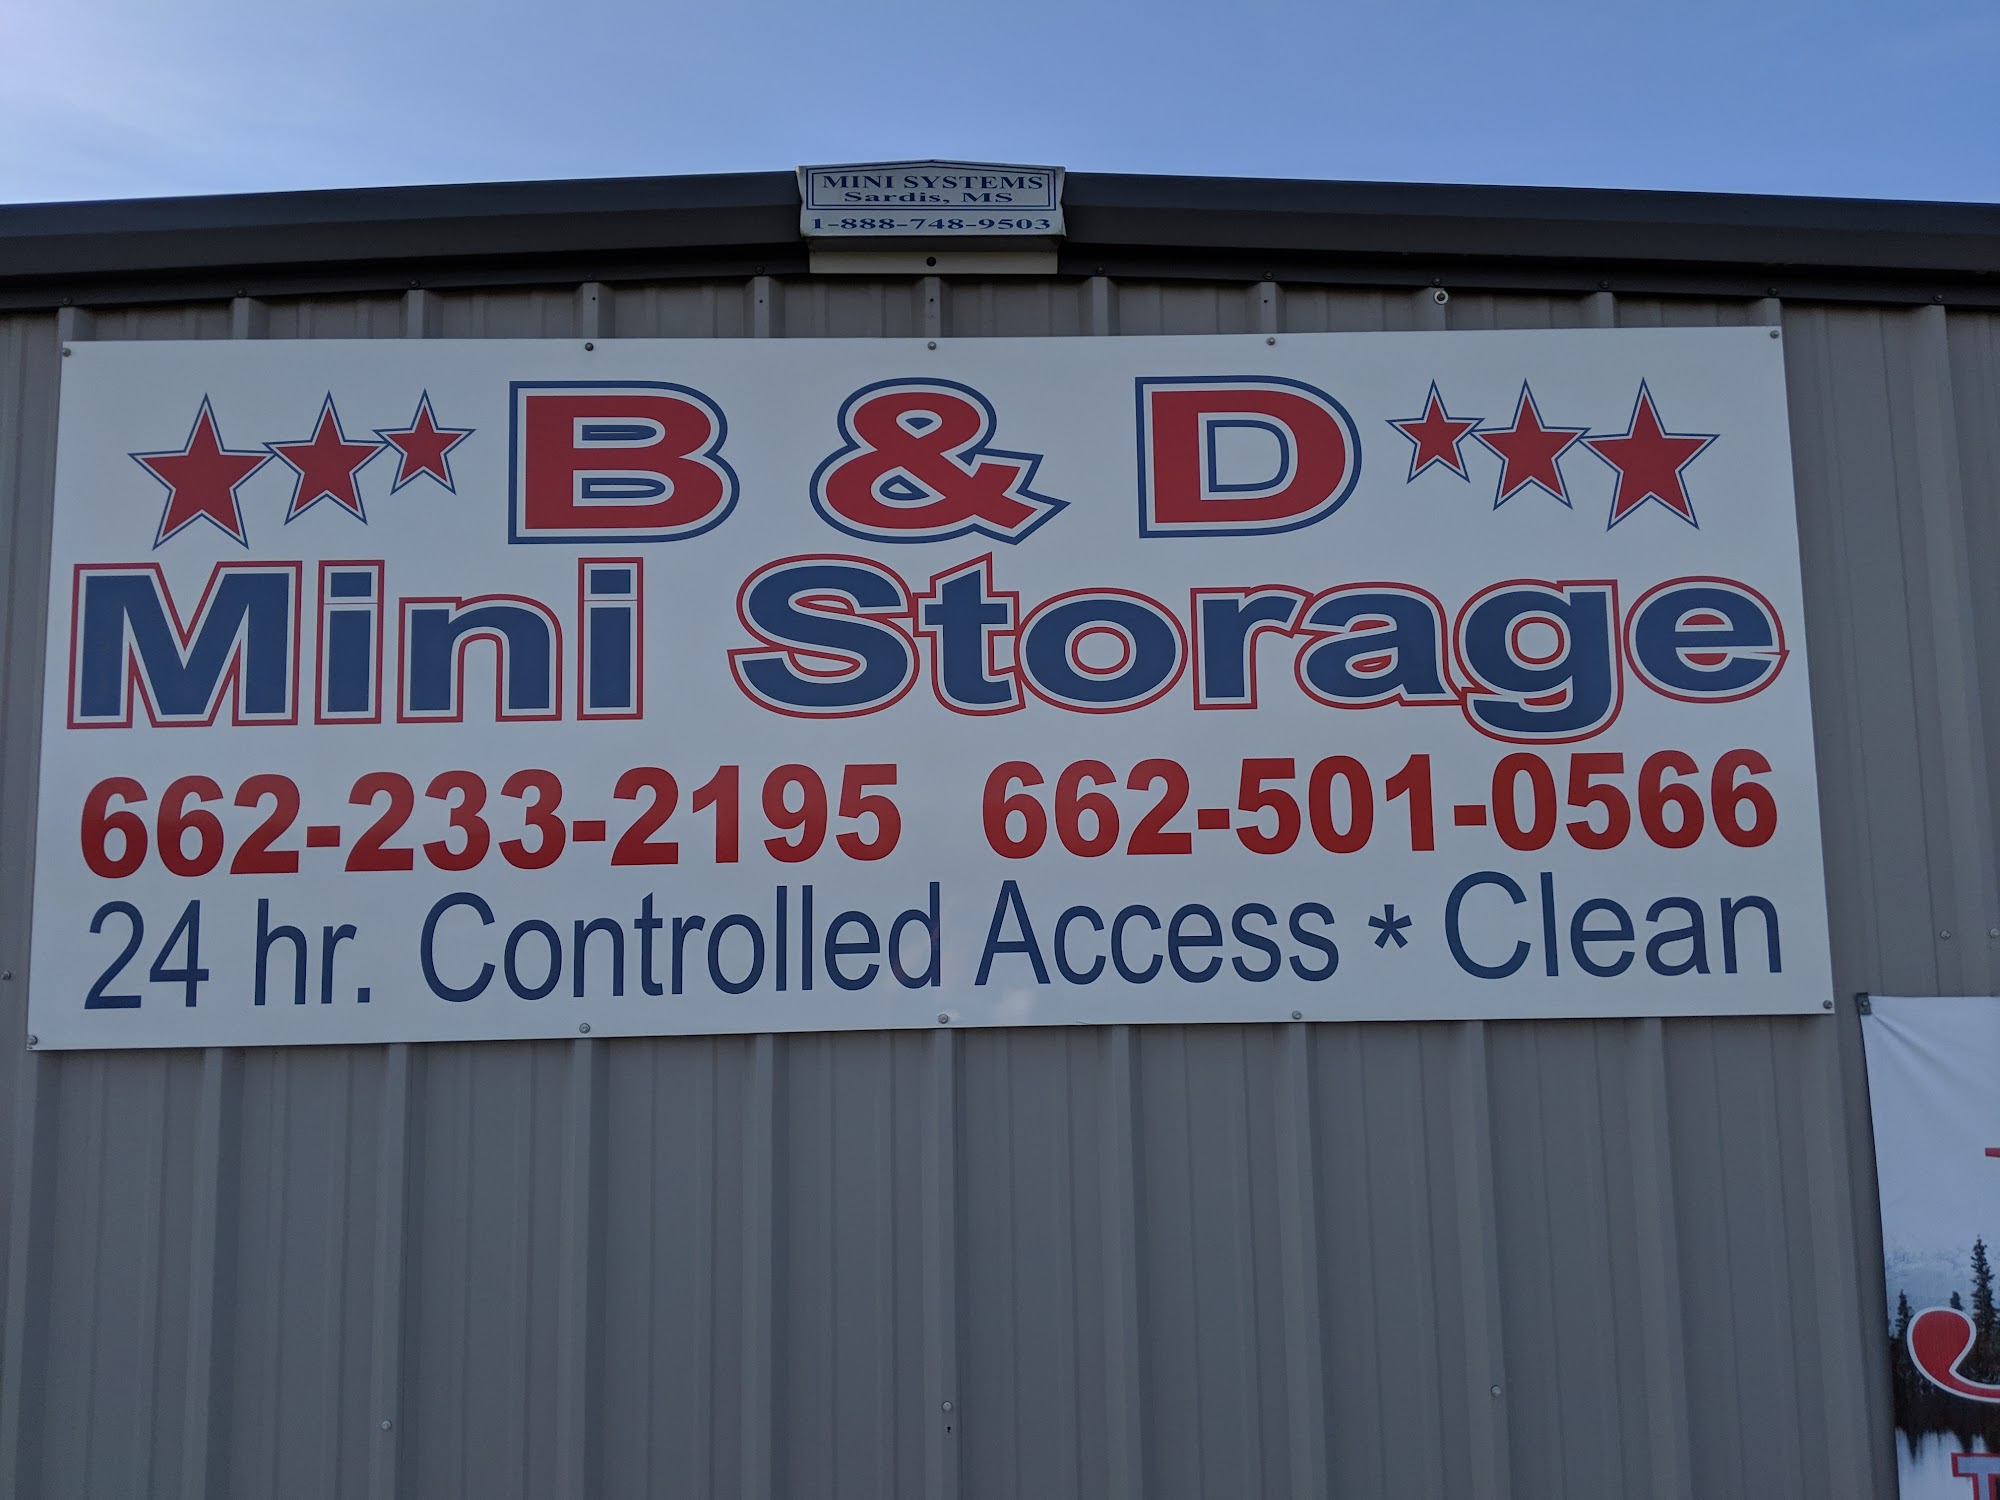 MINI SYSTEMS
Sardis, MS
1-888-748-9503
B & D
Mini Storage
662-233-2195 662-501-0566
24 hr. Controlled Access * Clean